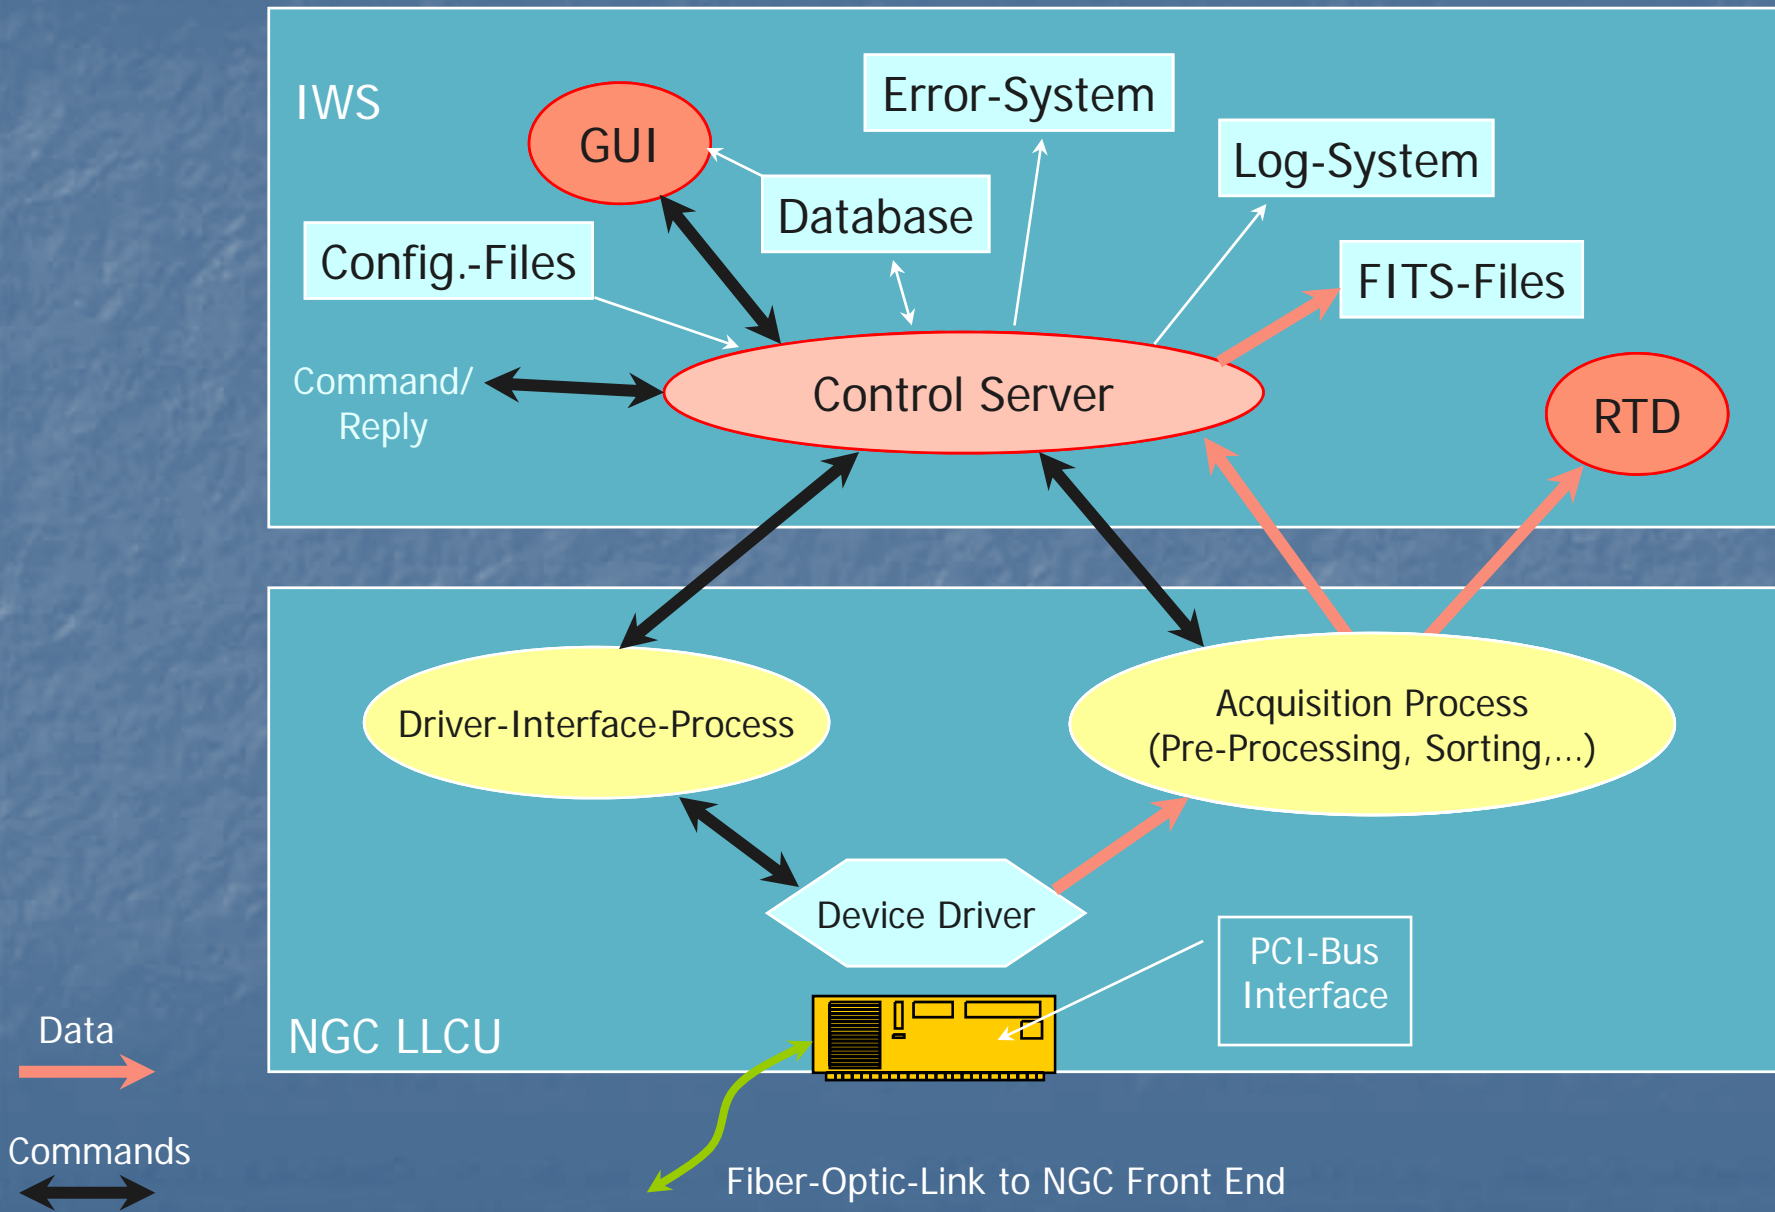 IWS
GUI
Error-System
Log-System
Database
Config.-Files
FITS-Files
Command/
Reply
Control Server
RTD
Driver-Interface-Process
Acquisition Process
(Pre-Processing, Sorting,...)
Device Driver
PCI-Bus
Interface
NGC LLCU
Data
Commands
Fiber-Optic-Link to NGC Front End